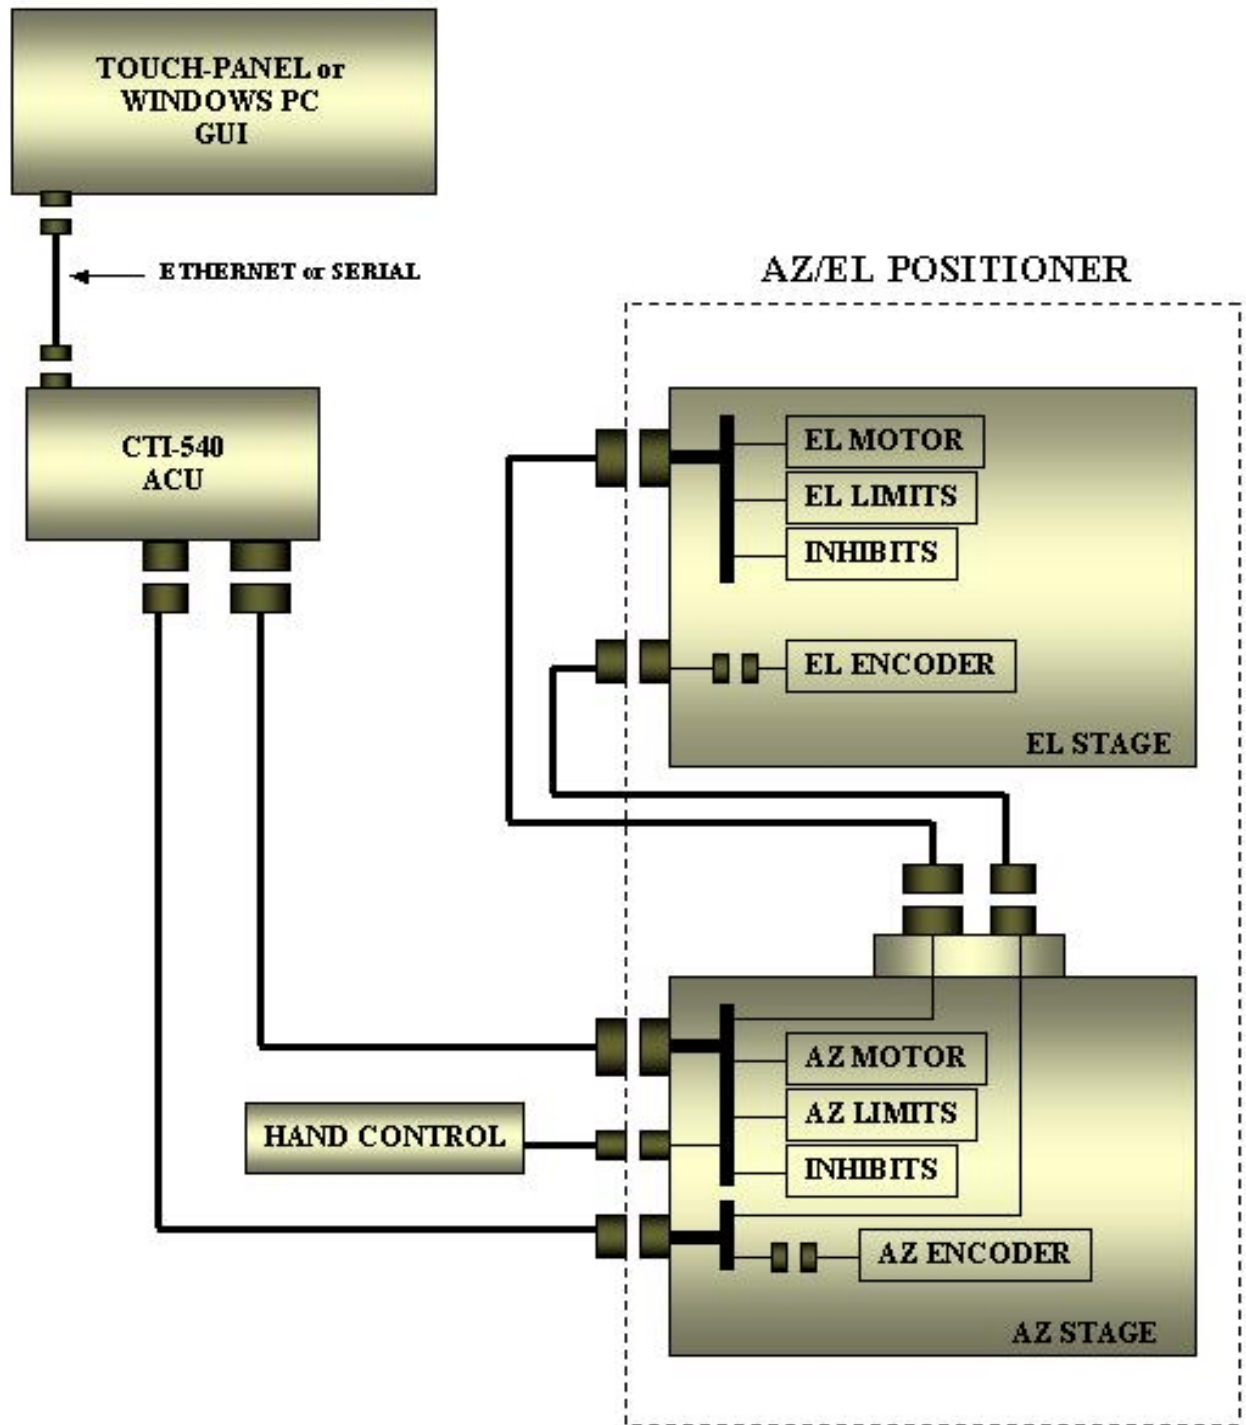 TOUCH-PANEL or
WINDOWS PC
GUI
ETHERNET or SERIAL
CTI-540
ACU
AZ/EL POSITIONER
EL MOTOR
EL LIMITS
INHIBITS
EL ENCODER
EL STAGE
AZ MOTOR
AZ LIMITS
HAND CONTROL
INHIBITS
AZ ENCODER
AZ STAGE